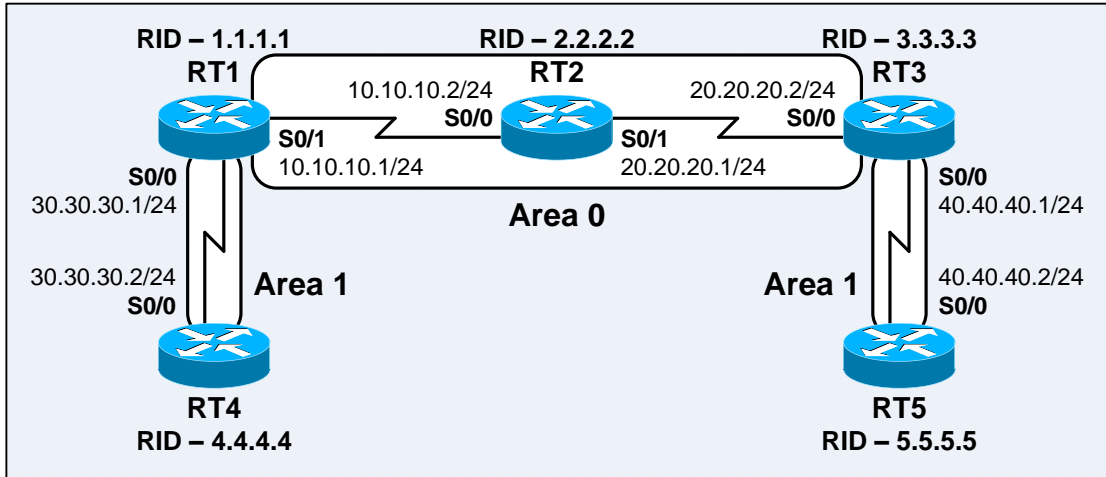 RID – 1.1.1.1
RT1
RID – 2.2.2.2
RT2
RID – 3.3.3.3
RT3
10.10.10.2/24
S0/0
20.20.20.2/24
S0/0
S0/1
10.10.10.1/24
S0/1
20.20.20.1/24
Area 0
S0/0
30.30.30.1/24
S0/0
40.40.40.1/24
30.30.30.2/24
S0/0
Area 1
Area 1
40.40.40.2/24
S0/0
RT4
RID – 4.4.4.4
RT5
RID – 5.5.5.5